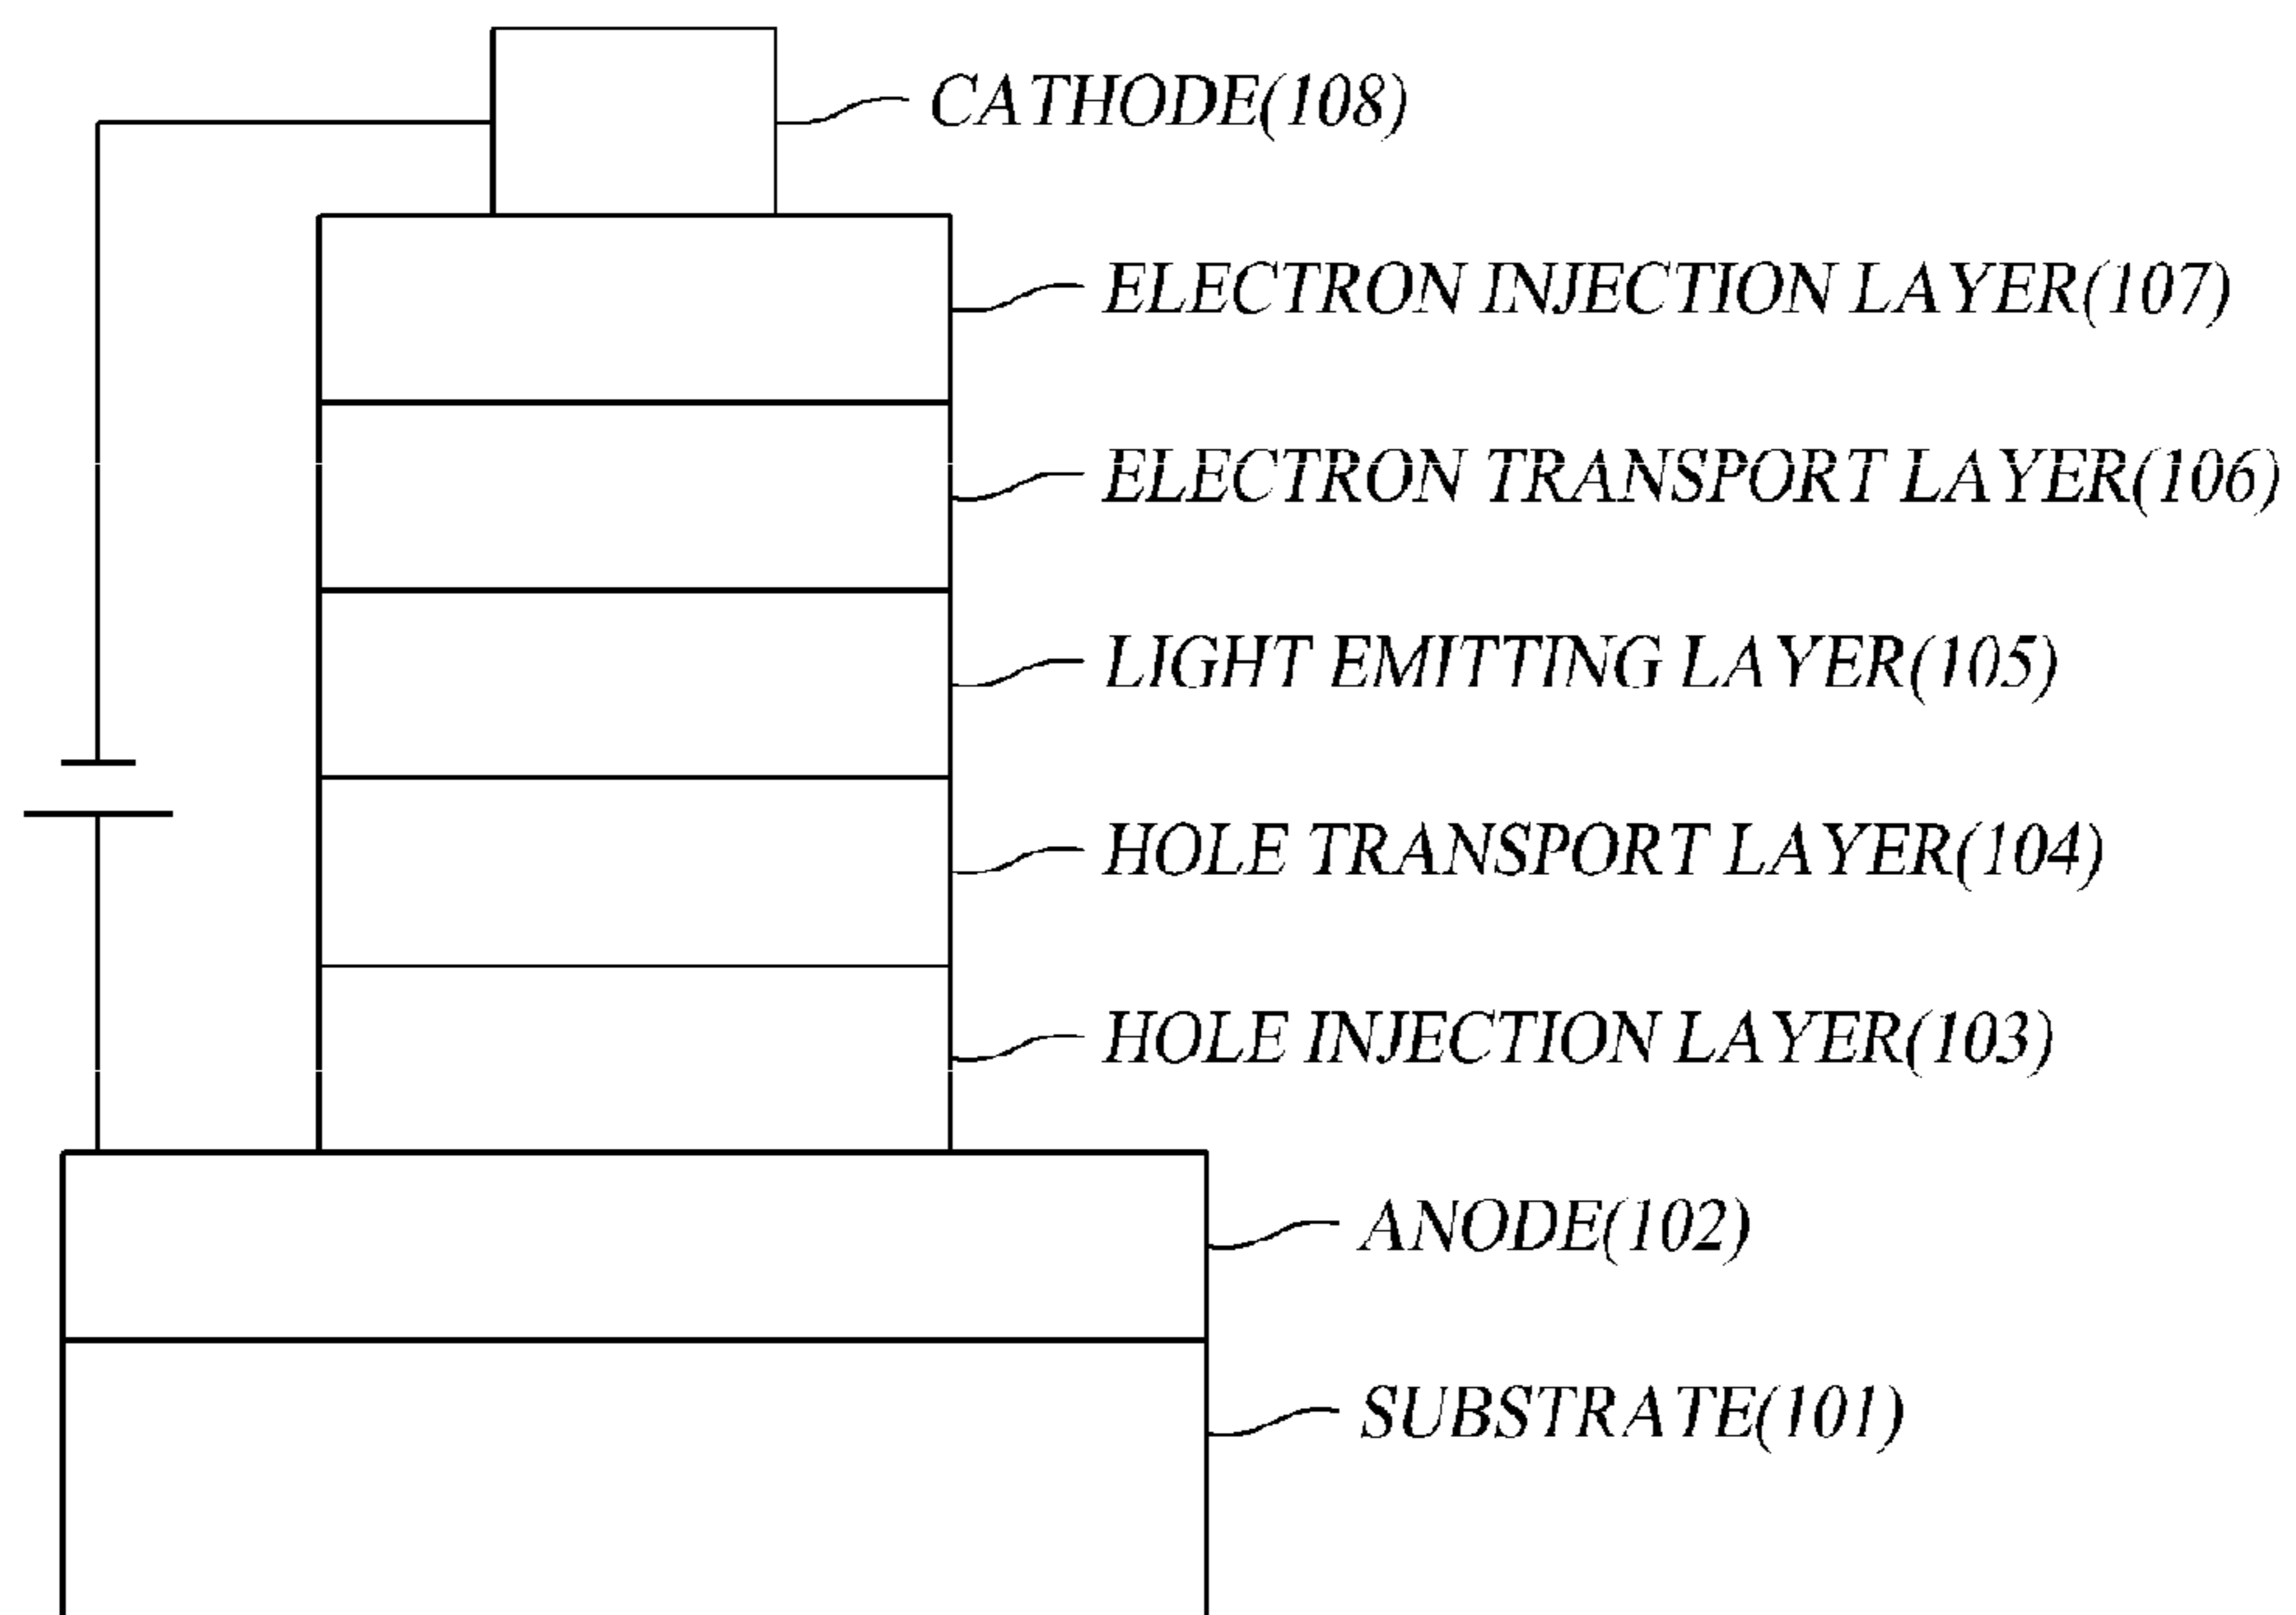 CATHODE(108)
ELECTRON INJECTION LAYER(107)
ELECTRON TRANSPORT LAYER(106)
LIGHT EMITTING LAYER(105)
HOLE TRANSPORT LAYER(104)
HOLE INJECTION LAYER(103)
ANODE(102)
SUBSTRATE(101)